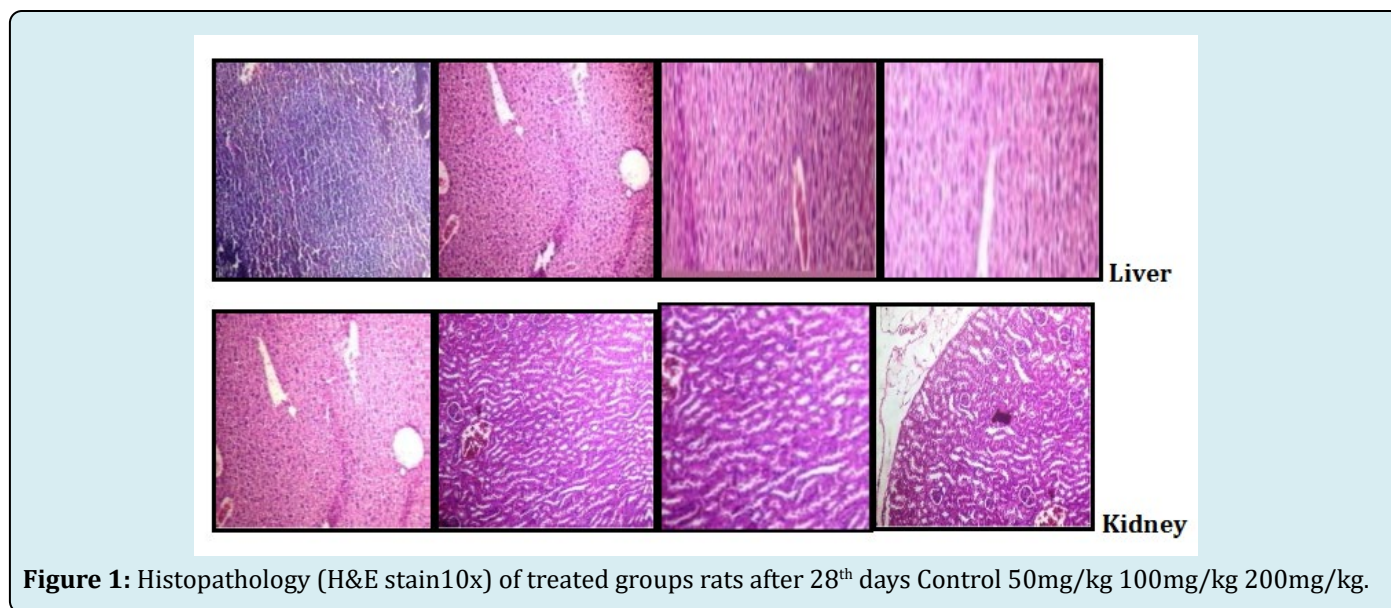 Liver
Kidney
Figure 1: Histopathology (H&E stain10x) of treated groups rats after 28th days Control 50mg/kg 100mg/kg 200mg/kg.